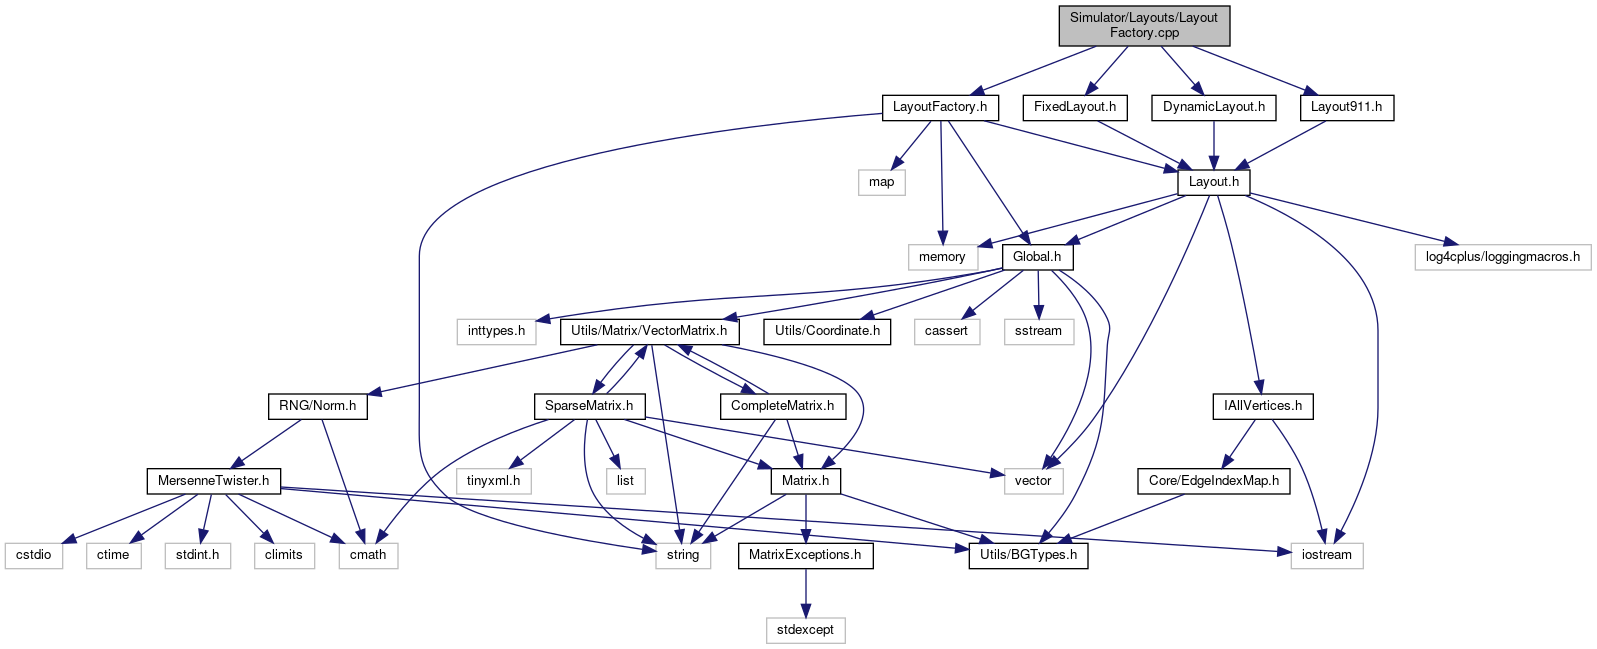 Simulator/Layouts/Layout
Factory.cpp
LayoutFactory.h
FixedLayout.h
DynamicLayout.h
Layout911.h
map
Layout.h
memory
Global.h
log4cplus/loggingmacros.h
inttypes.h
Utils/Matrix/VectorMatrix.h
Utils/Coordinate.h
cassert
sstream
RNG/Norm.h
SparseMatrix.h
CompleteMatrix.h
IAllVertices.h
MersenneTwister.h
tinyxml.h
list
Matrix.h
vector
Core/EdgeIndexMap.h
cstdio
ctime
stdint.h
climits
cmath
string
MatrixExceptions.h
Utils/BGTypes.h
iostream
stdexcept